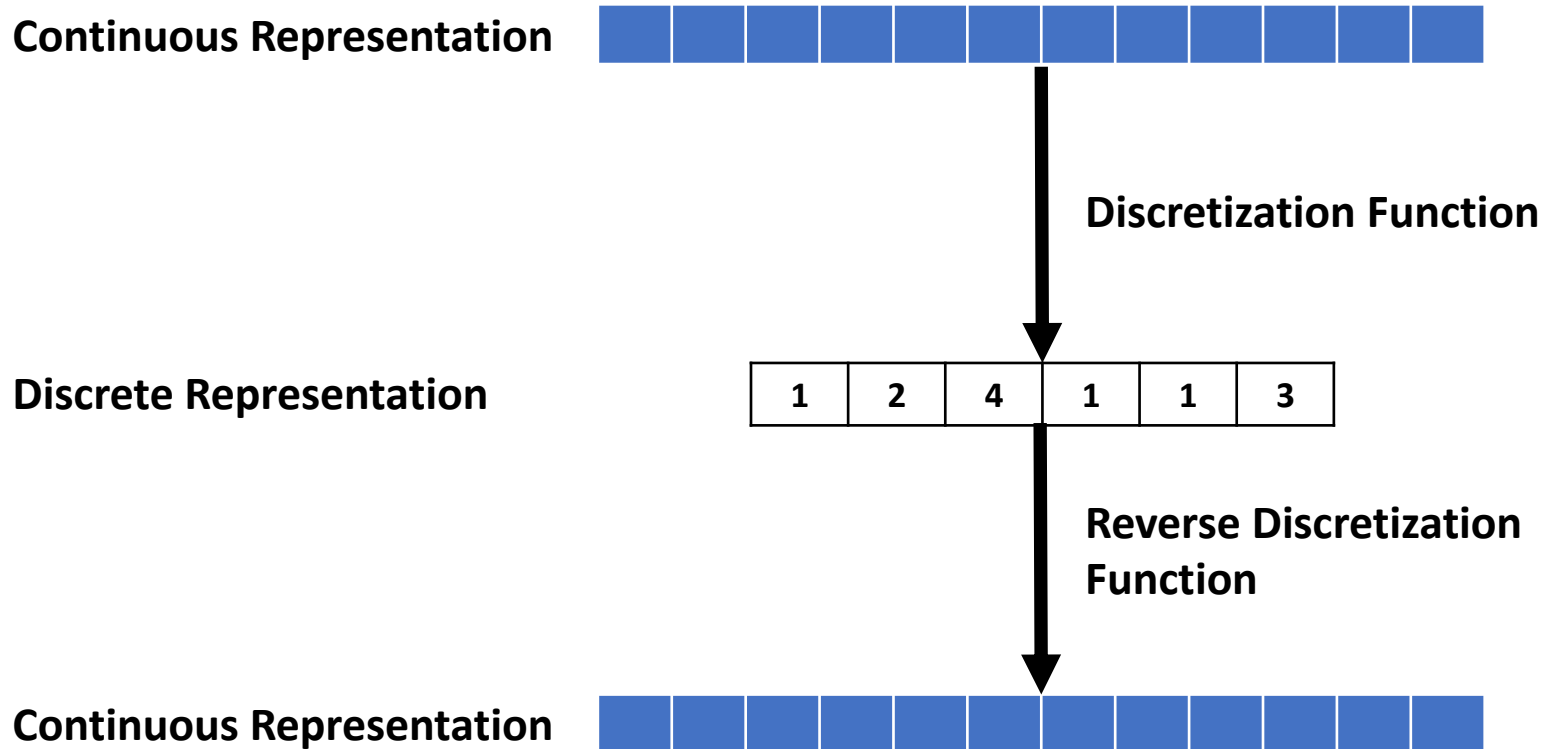 Continuous Representation
Discretization Function
Discrete Representation
1 2 4 1 1 3
Reverse Discretization
Function
Continuous Representation